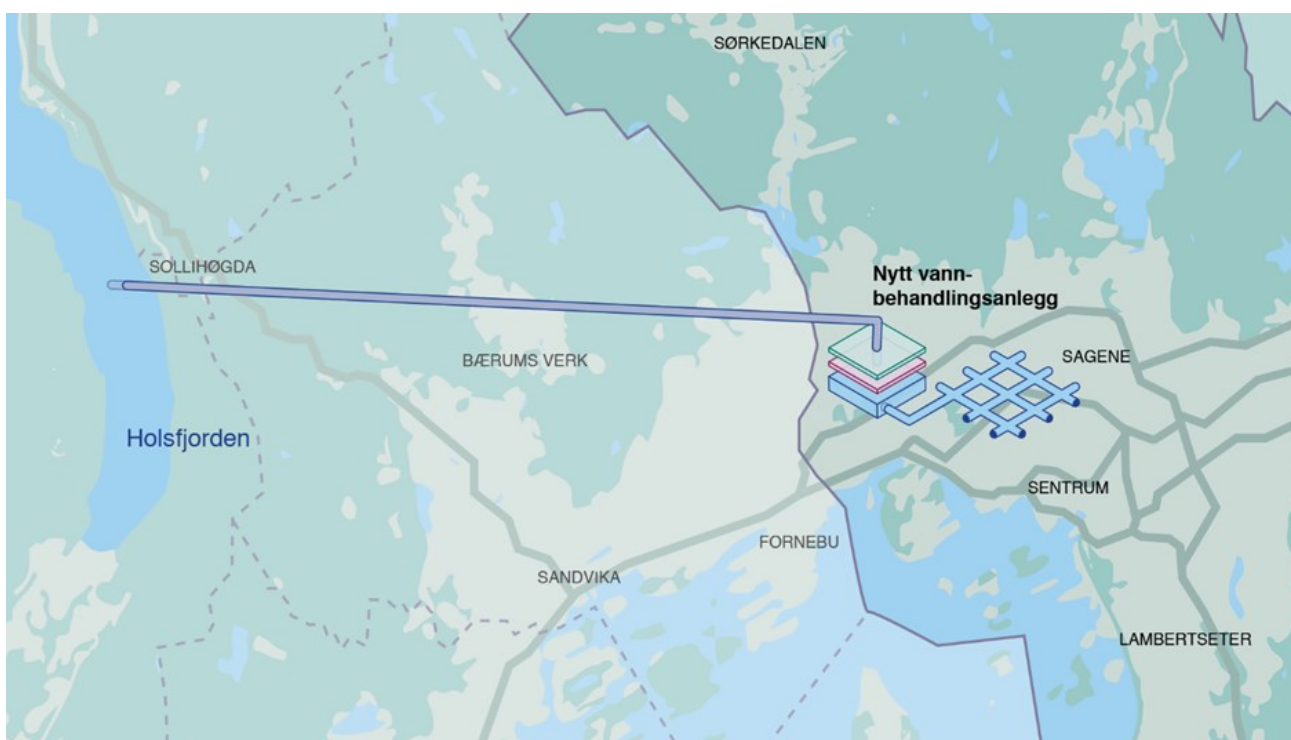 SØRKEDALEN
SOLLIHØGDA
Nytt vann-
behandlingsanlegg
BÆRUMS VERK
SAGENE
Holsfjorden
SENTRUM
FORNEBU
SANDVIKA
LAMBERTSETER